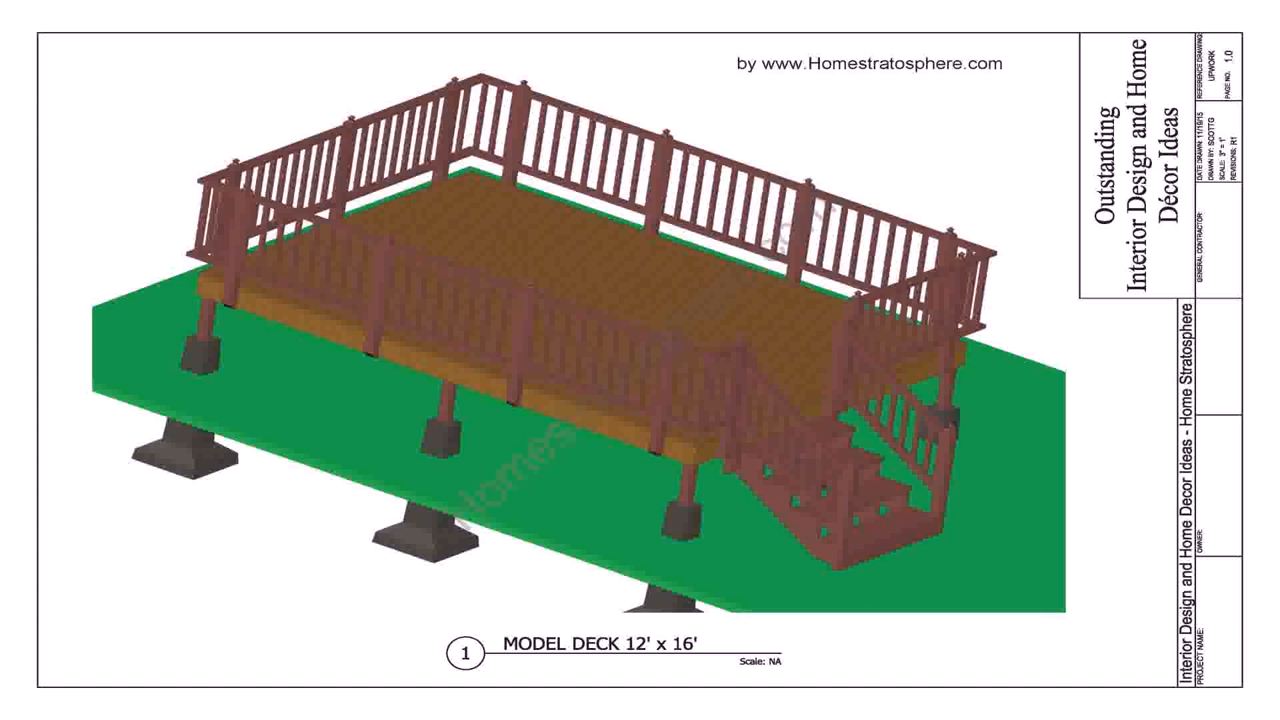 by www.Homestratosphere.com
Outstanding
Interior Design and Home
Décor Ideas
REFERENCE DRAWING:
UPWORK
PAGE NO. 1.0
DATE DRAWN: 11/19/15
DRAWN BY: SCOTTG
SCALE: 3" = 1'
REVISIONS: R1
GENERAL CONTRACTOR:
Interior Design and Home Decor Ideas - Home Stratosphere
OWNER:
PROJECT NAME:
1
MODEL DECK 12' x 16'
Scale: NA